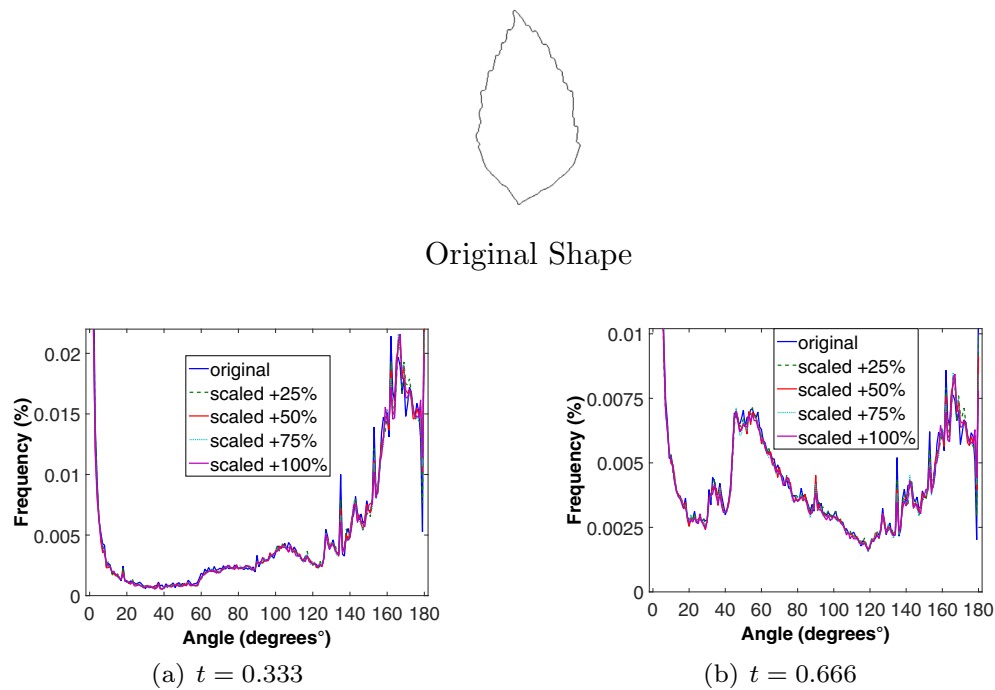 Original Shape
0.02
0.015
0.01
0.005
0
Frequency (%)
original
scaled +25%
scaled +50%
scaled +75%
scaled +100%
0 20 40 60 80 100 120 140 160 180
Angle (degrees°)
(a) t = 0.333
0.01
0.0075
0.005
0.0025
0
Frequency (%)
original
scaled +25%
scaled +50%
scaled +75%
scaled +100%
0 20 40 60 80 100 120 140 160 180
Angle (degrees°)
(b) t = 0.666